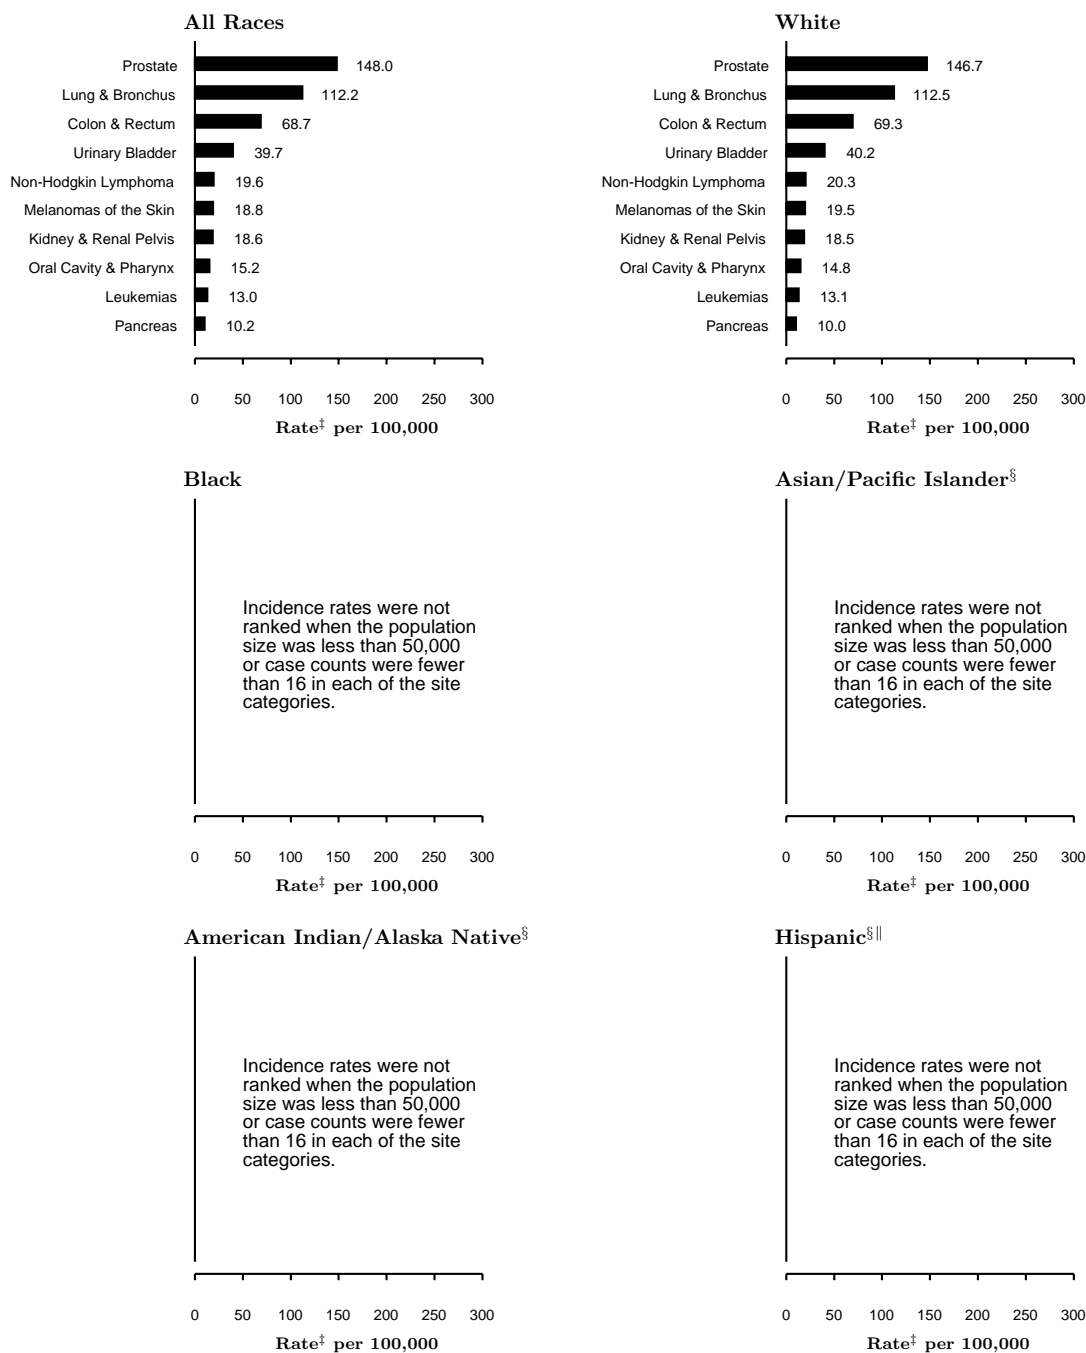 All Races
Prostate 148.0
Lung & Bronchus 112.2
Colon & Rectum 68.7
Urinary Bladder 39.7
Non-Hodgkin Lymphoma 19.6
Melanomas of the Skin 18.8
Kidney & Renal Pelvis 18.6
Oral Cavity & Pharynx 15.2
Leukemias 13.0
Pancreas 10.2
0 50 100 150 200 250 300
Rate‡ per 100,000
White
Prostate 146.7
Lung & Bronchus 112.5
Colon & Rectum 69.3
Urinary Bladder 40.2
Non-Hodgkin Lymphoma 20.3
Melanomas of the Skin 19.5
Kidney & Renal Pelvis 18.5
Oral Cavity & Pharynx 14.8
Leukemias 13.1
Pancreas 10.0
0 50 100 150 200 250 300
Rate‡ per 100,000
Black
Incidence rates were not
ranked when the population
size was less than 50,000
or case counts were fewer
than 16 in each of the site
categories.
0 50 100 150 200 250 300
Rate‡ per 100,000
Asian/Pacific Islander§
Incidence rates were not
ranked when the population
size was less than 50,000
or case counts were fewer
than 16 in each of the site
categories.
0 50 100 150 200 250 300
Rate‡ per 100,000
American Indian/Alaska Native§
Incidence rates were not
ranked when the population
size was less than 50,000
or case counts were fewer
than 16 in each of the site
categories.
0 50 100 150 200 250 300
Rate‡ per 100,000
Hispanic§‖
Incidence rates were not
ranked when the population
size was less than 50,000
or case counts were fewer
than 16 in each of the site
categories.
0 50 100 150 200 250 300
Rate‡ per 100,000